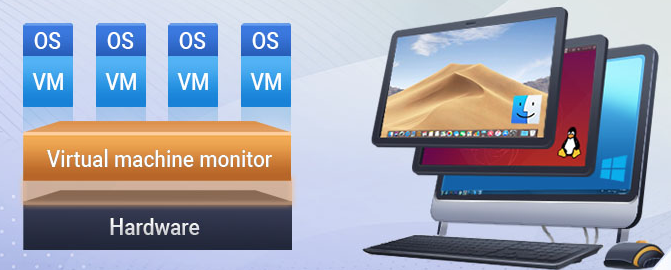 OS OS OS OS
VM VM VM VM
Virtual machine monitor
Hardware